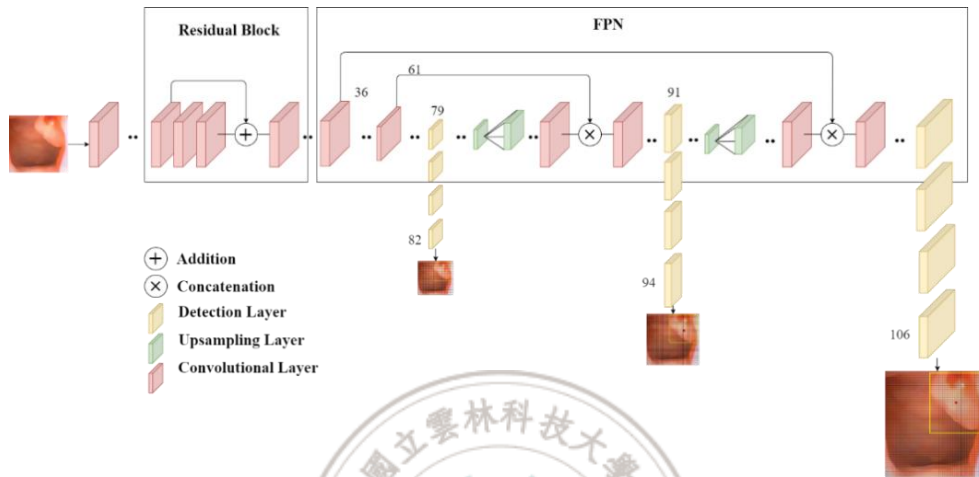 Residual Block
FPN
36
61
79
91
82
94
106
Addition
Concatenation
Detection Layer
Upsampling Layer
Convolutional Layer
國立雲林科技大學